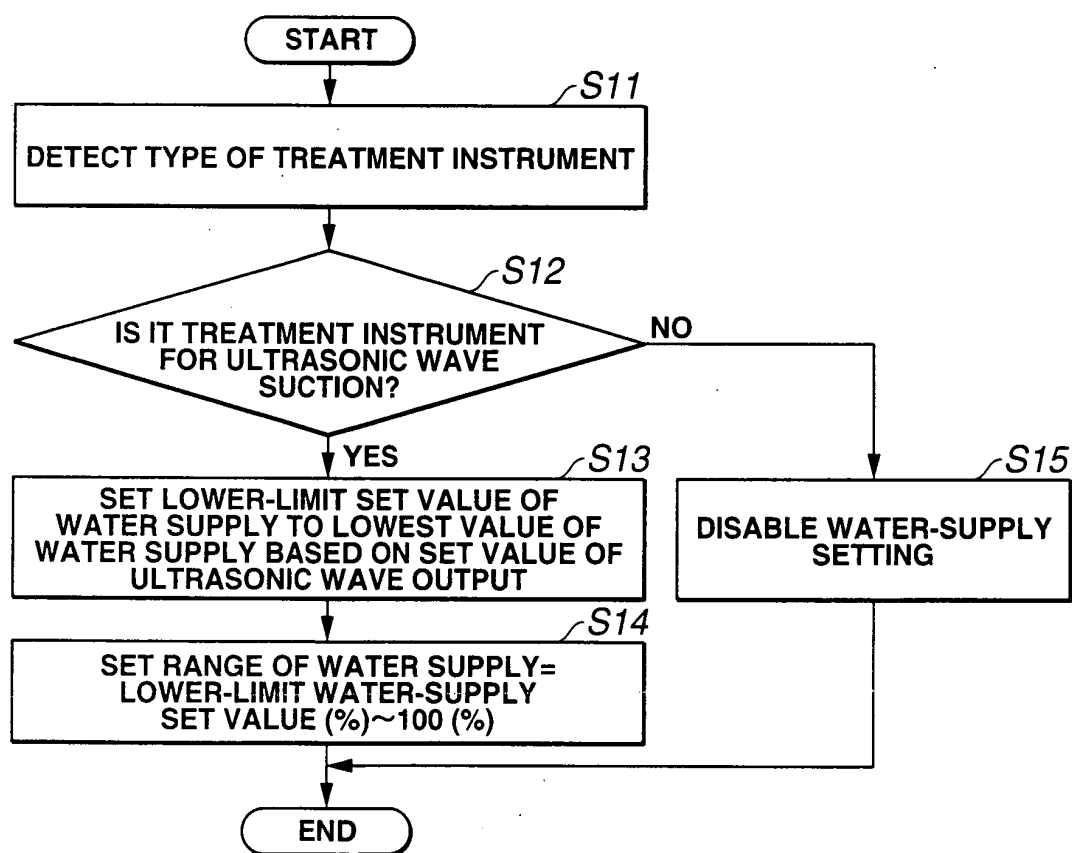 START
S11
DETECT TYPE OF TREATMENT INSTRUMENT
S12
IS IT TREATMENT INSTRUMENT
FOR ULTRASONIC WAVE
SUCTION?
NO
YES
S13
SET LOWER-LIMIT SET VALUE OF
WATER SUPPLY TO LOWEST VALUE OF
WATER SUPPLY BASED ON SET VALUE OF
ULTRASONIC WAVE OUTPUT
S15
DISABLE WATER-SUPPLY
SETTING
S14
SET RANGE OF WATER SUPPLY=
LOWER-LIMIT WATER-SUPPLY
SET VALUE (%)~100 (%)
END